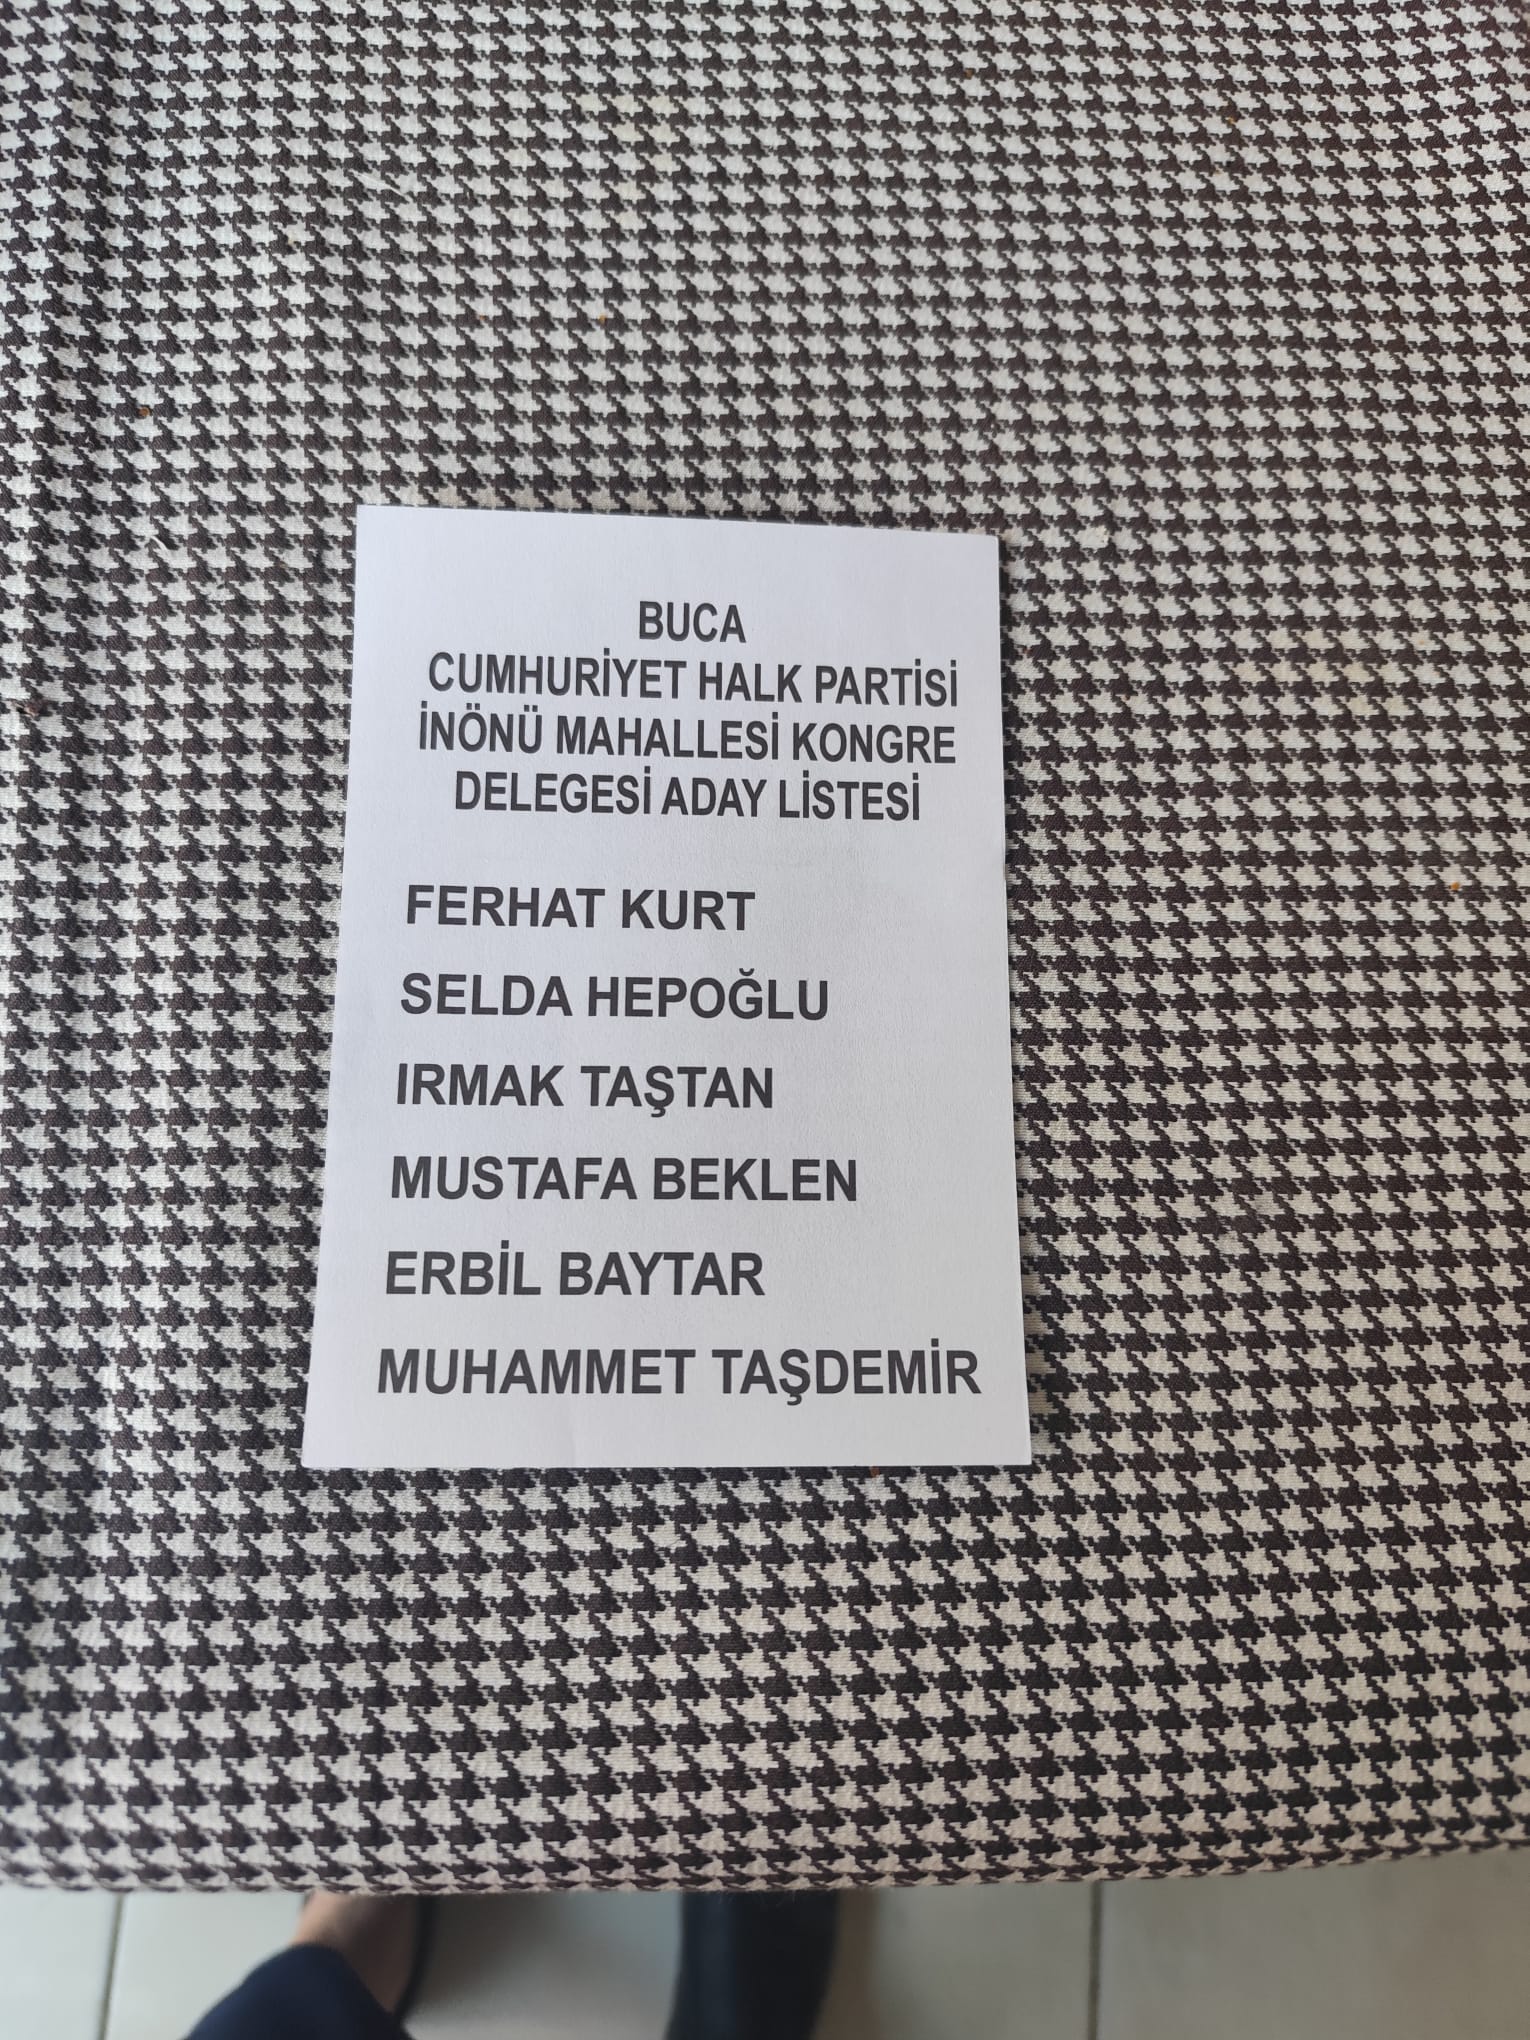 BUCA
CUMHURİYET HALK PARTİSİ
İNÖNÜ MAHALLESİ KONGRE
DELEGESİ ADAY LİSTESİ
FERHAT KURT
SELDA HEPOĞLU
IRMAK TAŞTAN
MUSTAFA BEKLEN
ERBİL BAYTAR
MUHAMMET TAŞDEMİR